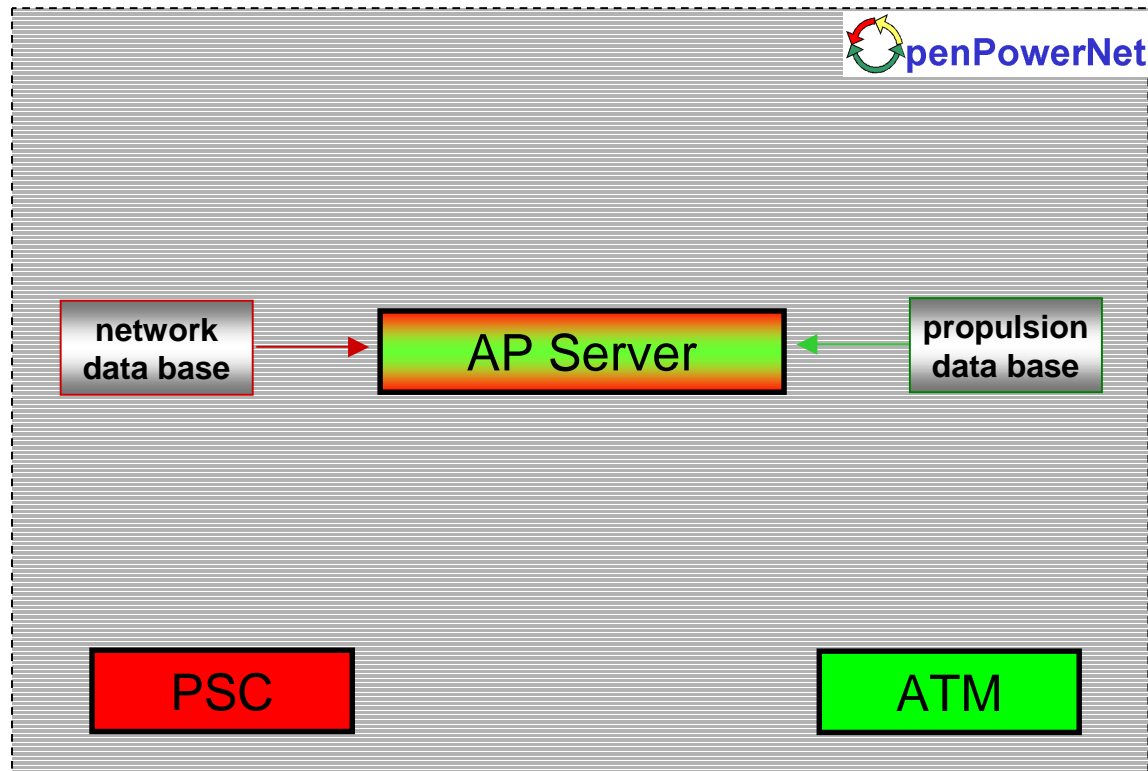 OpenPowerNet
network
data base
AP Server
propulsion
data base
PSC
ATM